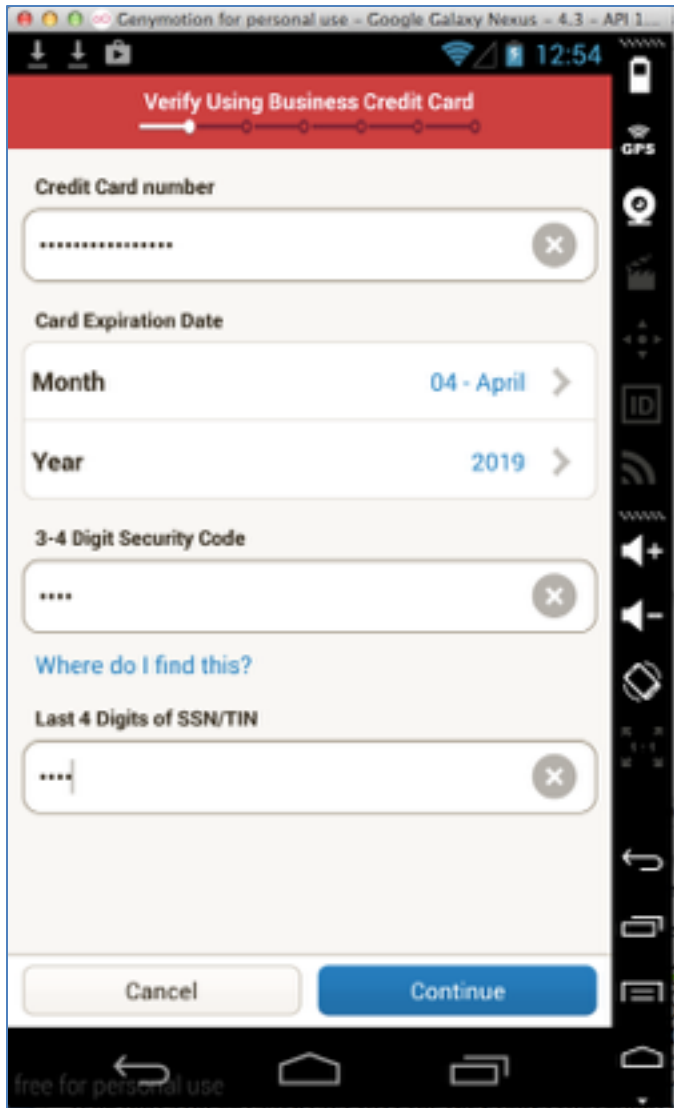 Genymotion for personal use - Google Galaxy Nexus - 4.3 - API 1...
12:54
Verify Using Business Credit Card
GPS
Credit Card number
••••••••••••••••
Card Expiration Date
Month 04 - April
ID
Year 2019
3-4 Digit Security Code
••••
Where do I find this?
Last 4 Digits of SSN/TIN
••••
Cancel Continue
free for personal use